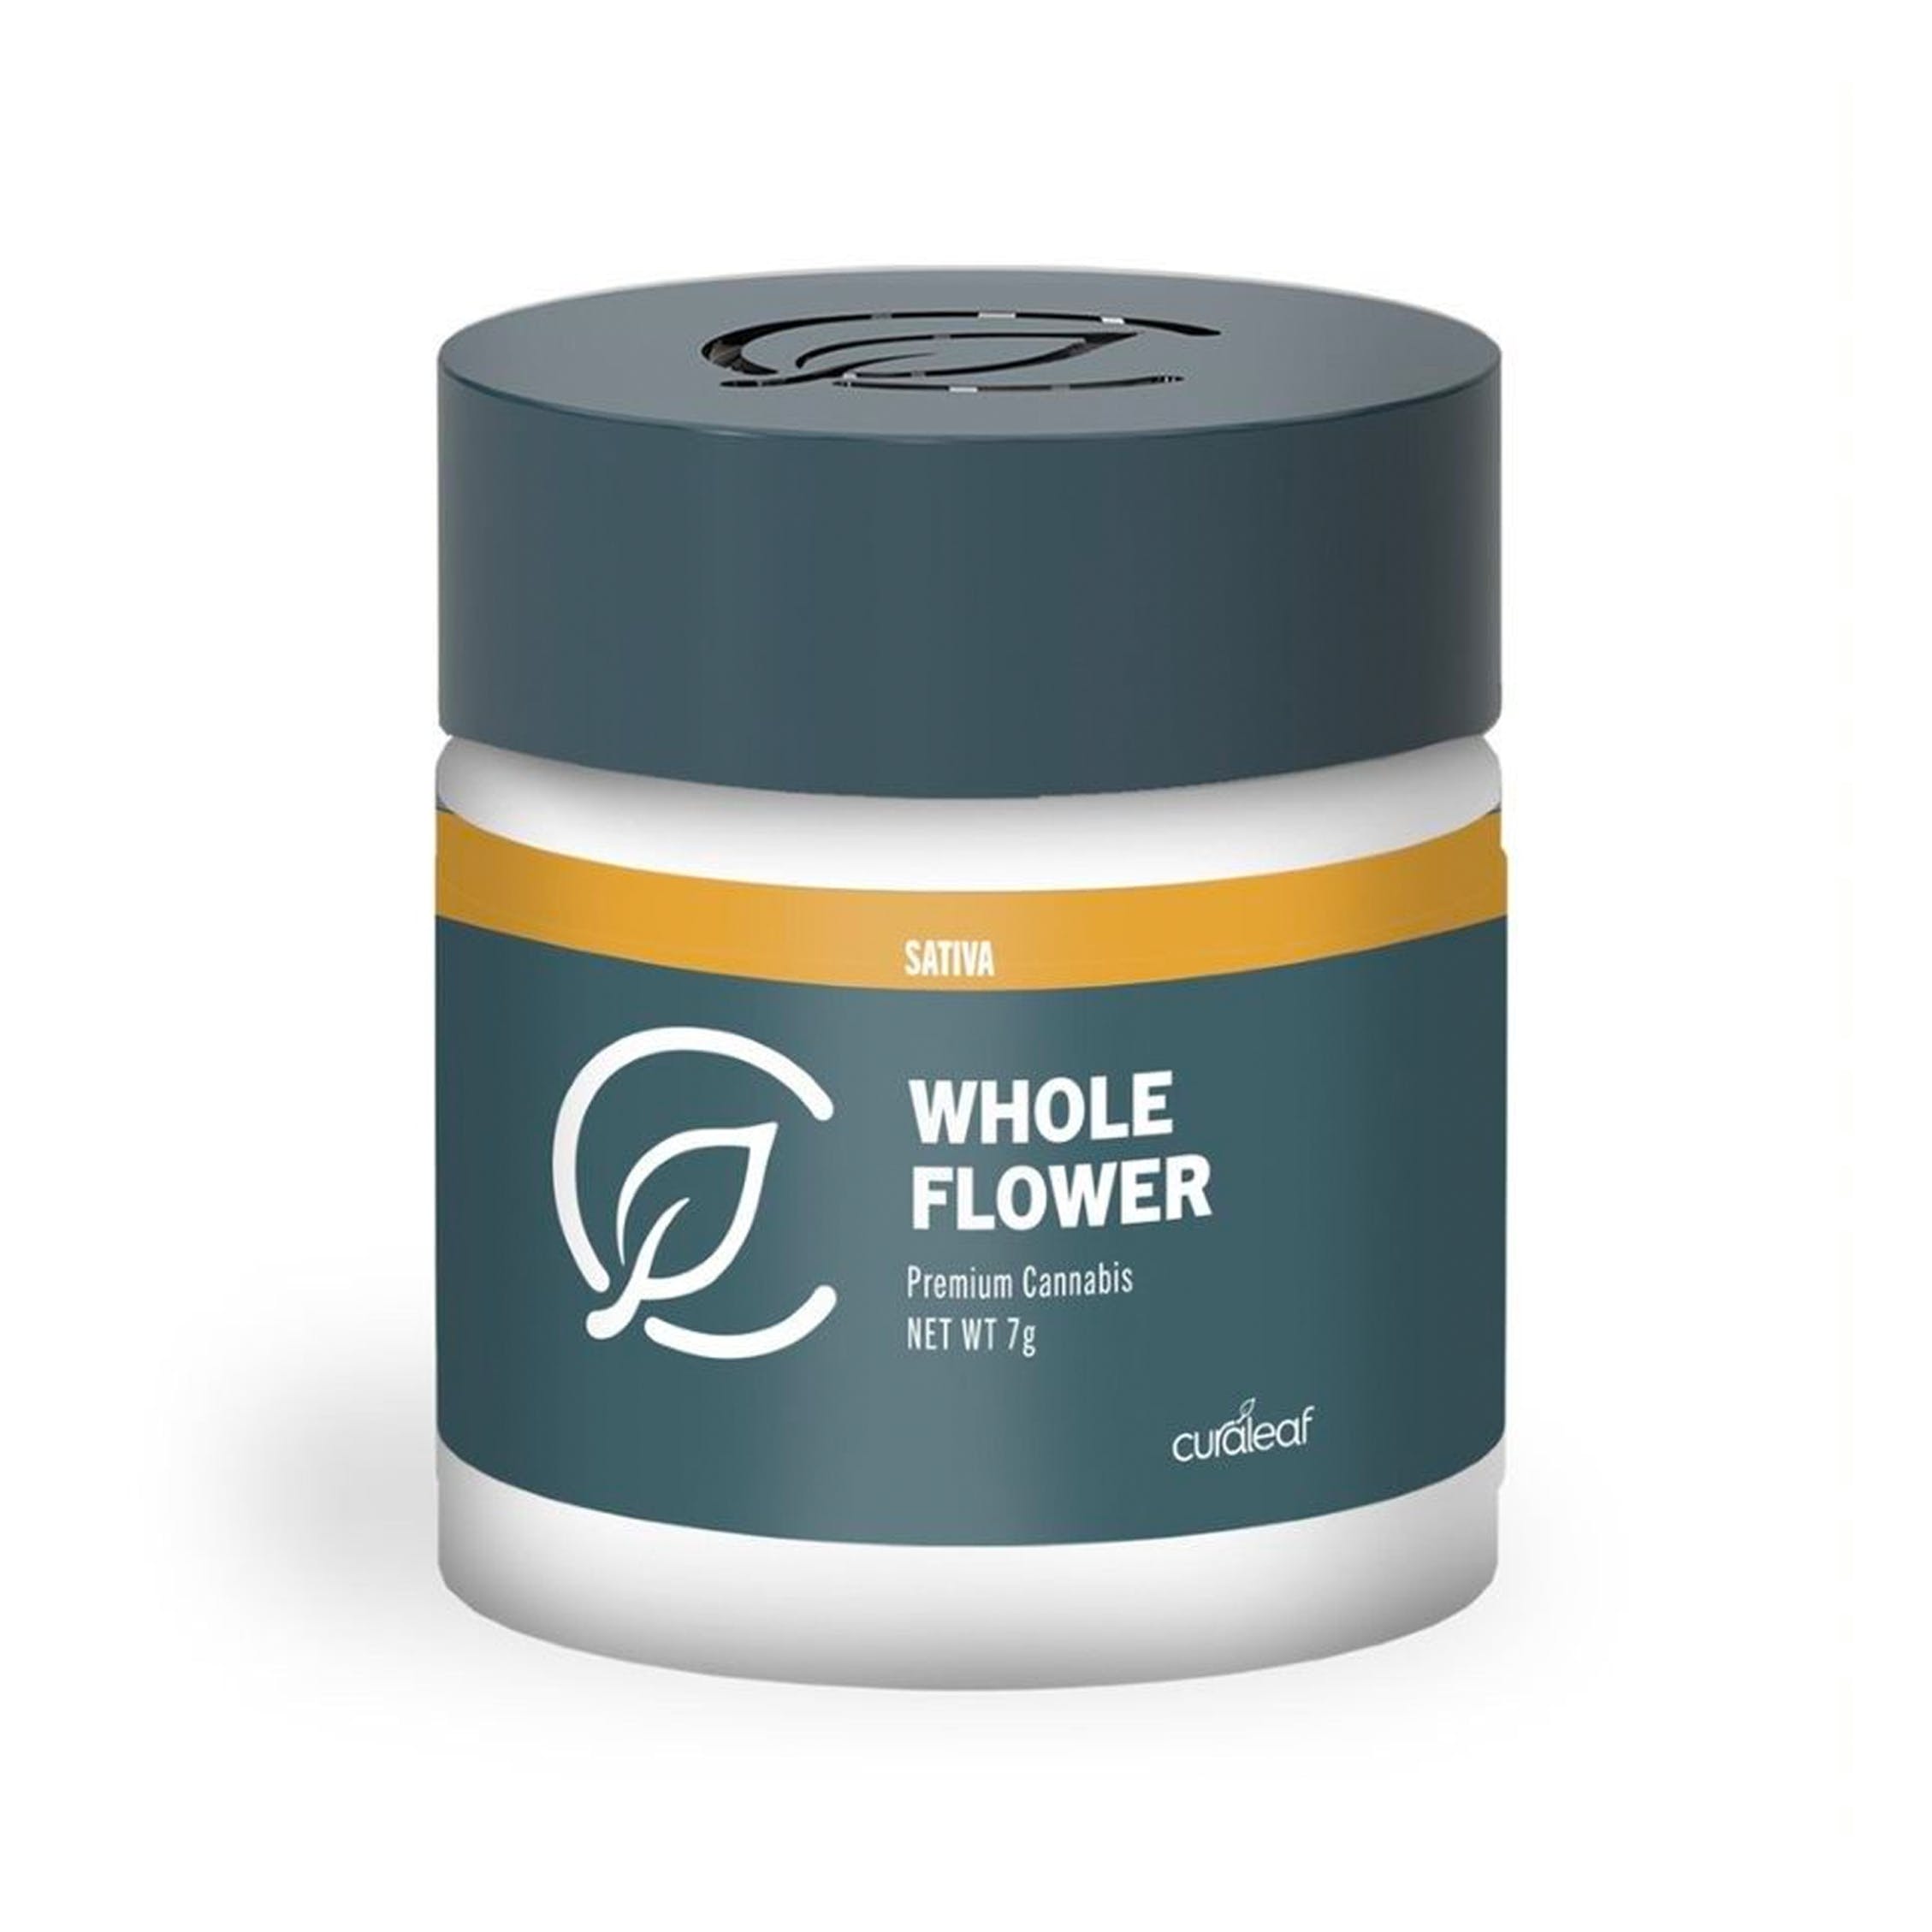 SATIVA
WHOLE
FLOWER
Premium Cannabis
NET WT 7g
curaleaf